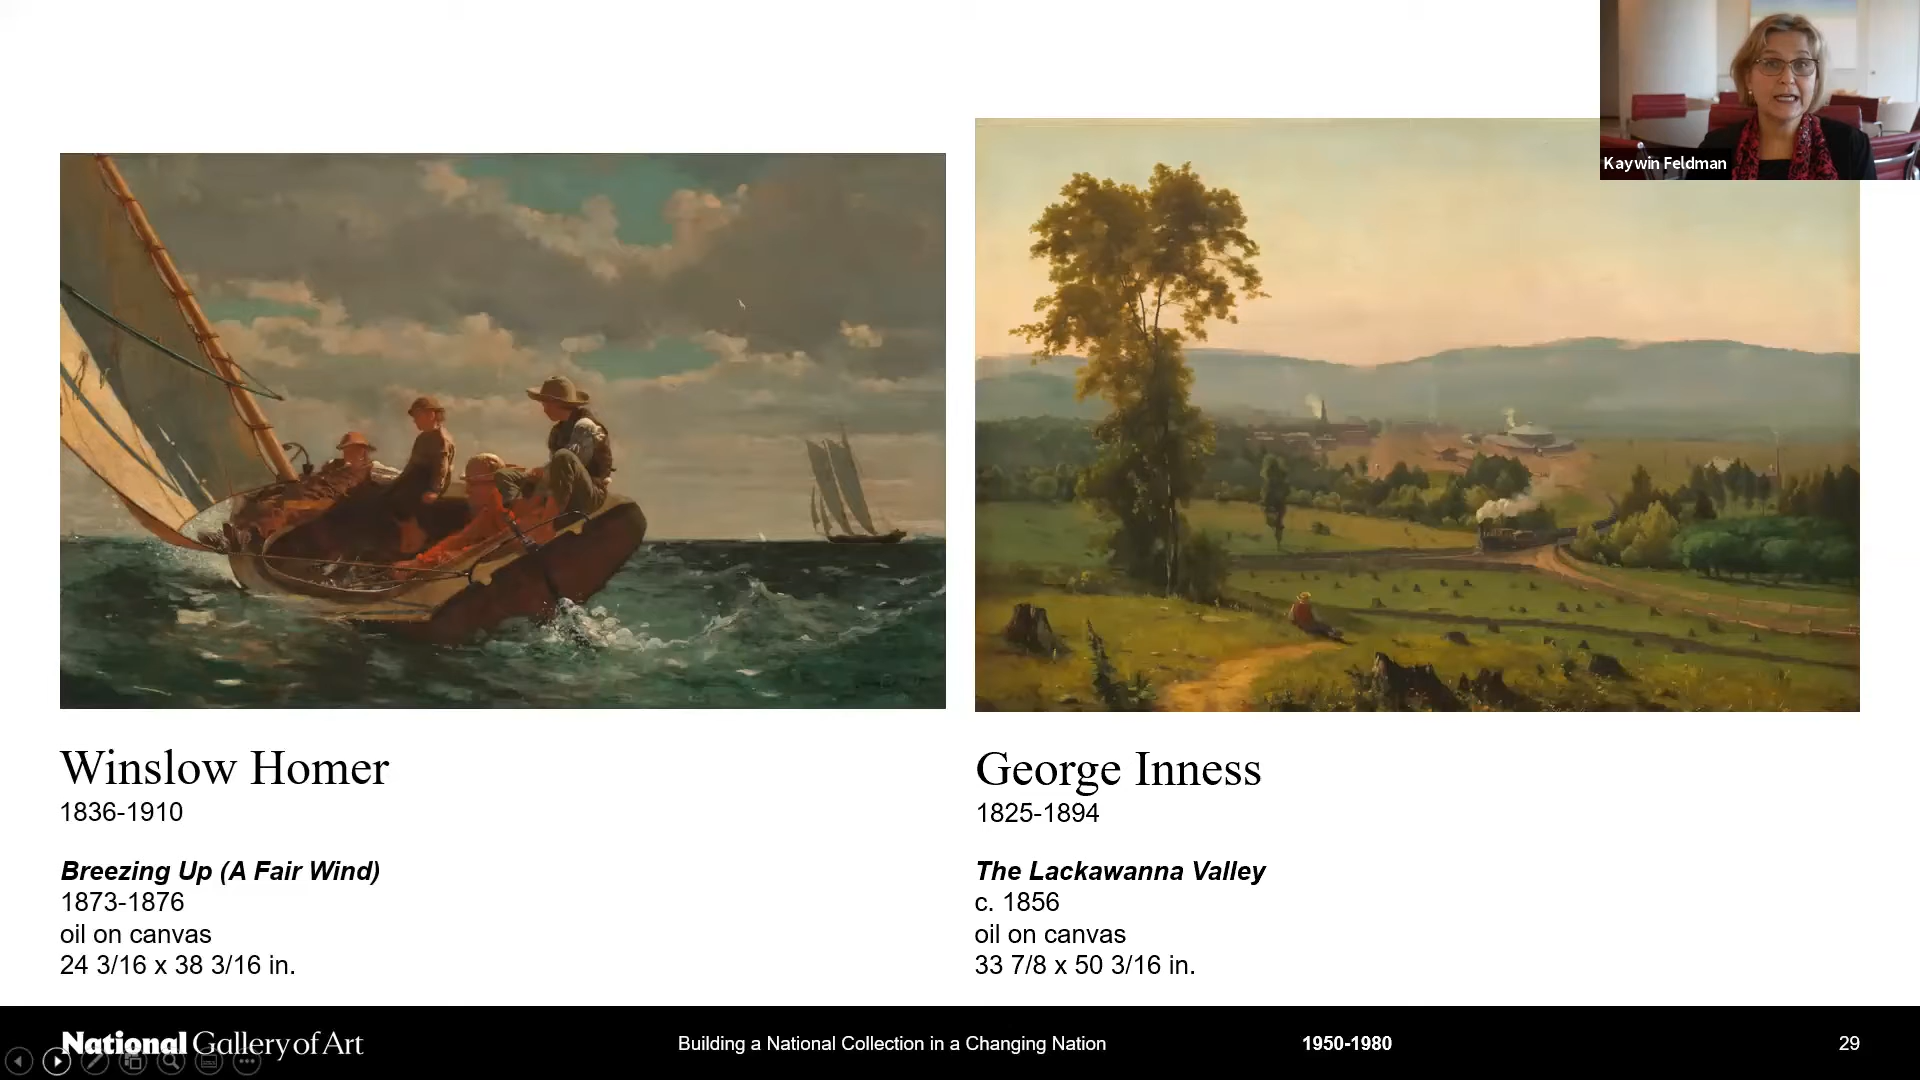 Kaywin Feldman
Winslow Homer
1836-1910
Breezing Up (A Fair Wind)
1873-1876
oil on canvas
24 3/16 x 38 3/16 in.
George Inness
1825-1894
The Lackawanna Valley
c. 1856
oil on canvas
33 7/8 x 50 3/16 in.
National Gallery of Art
Building a National Collection in a Changing Nation
1950-1980
29